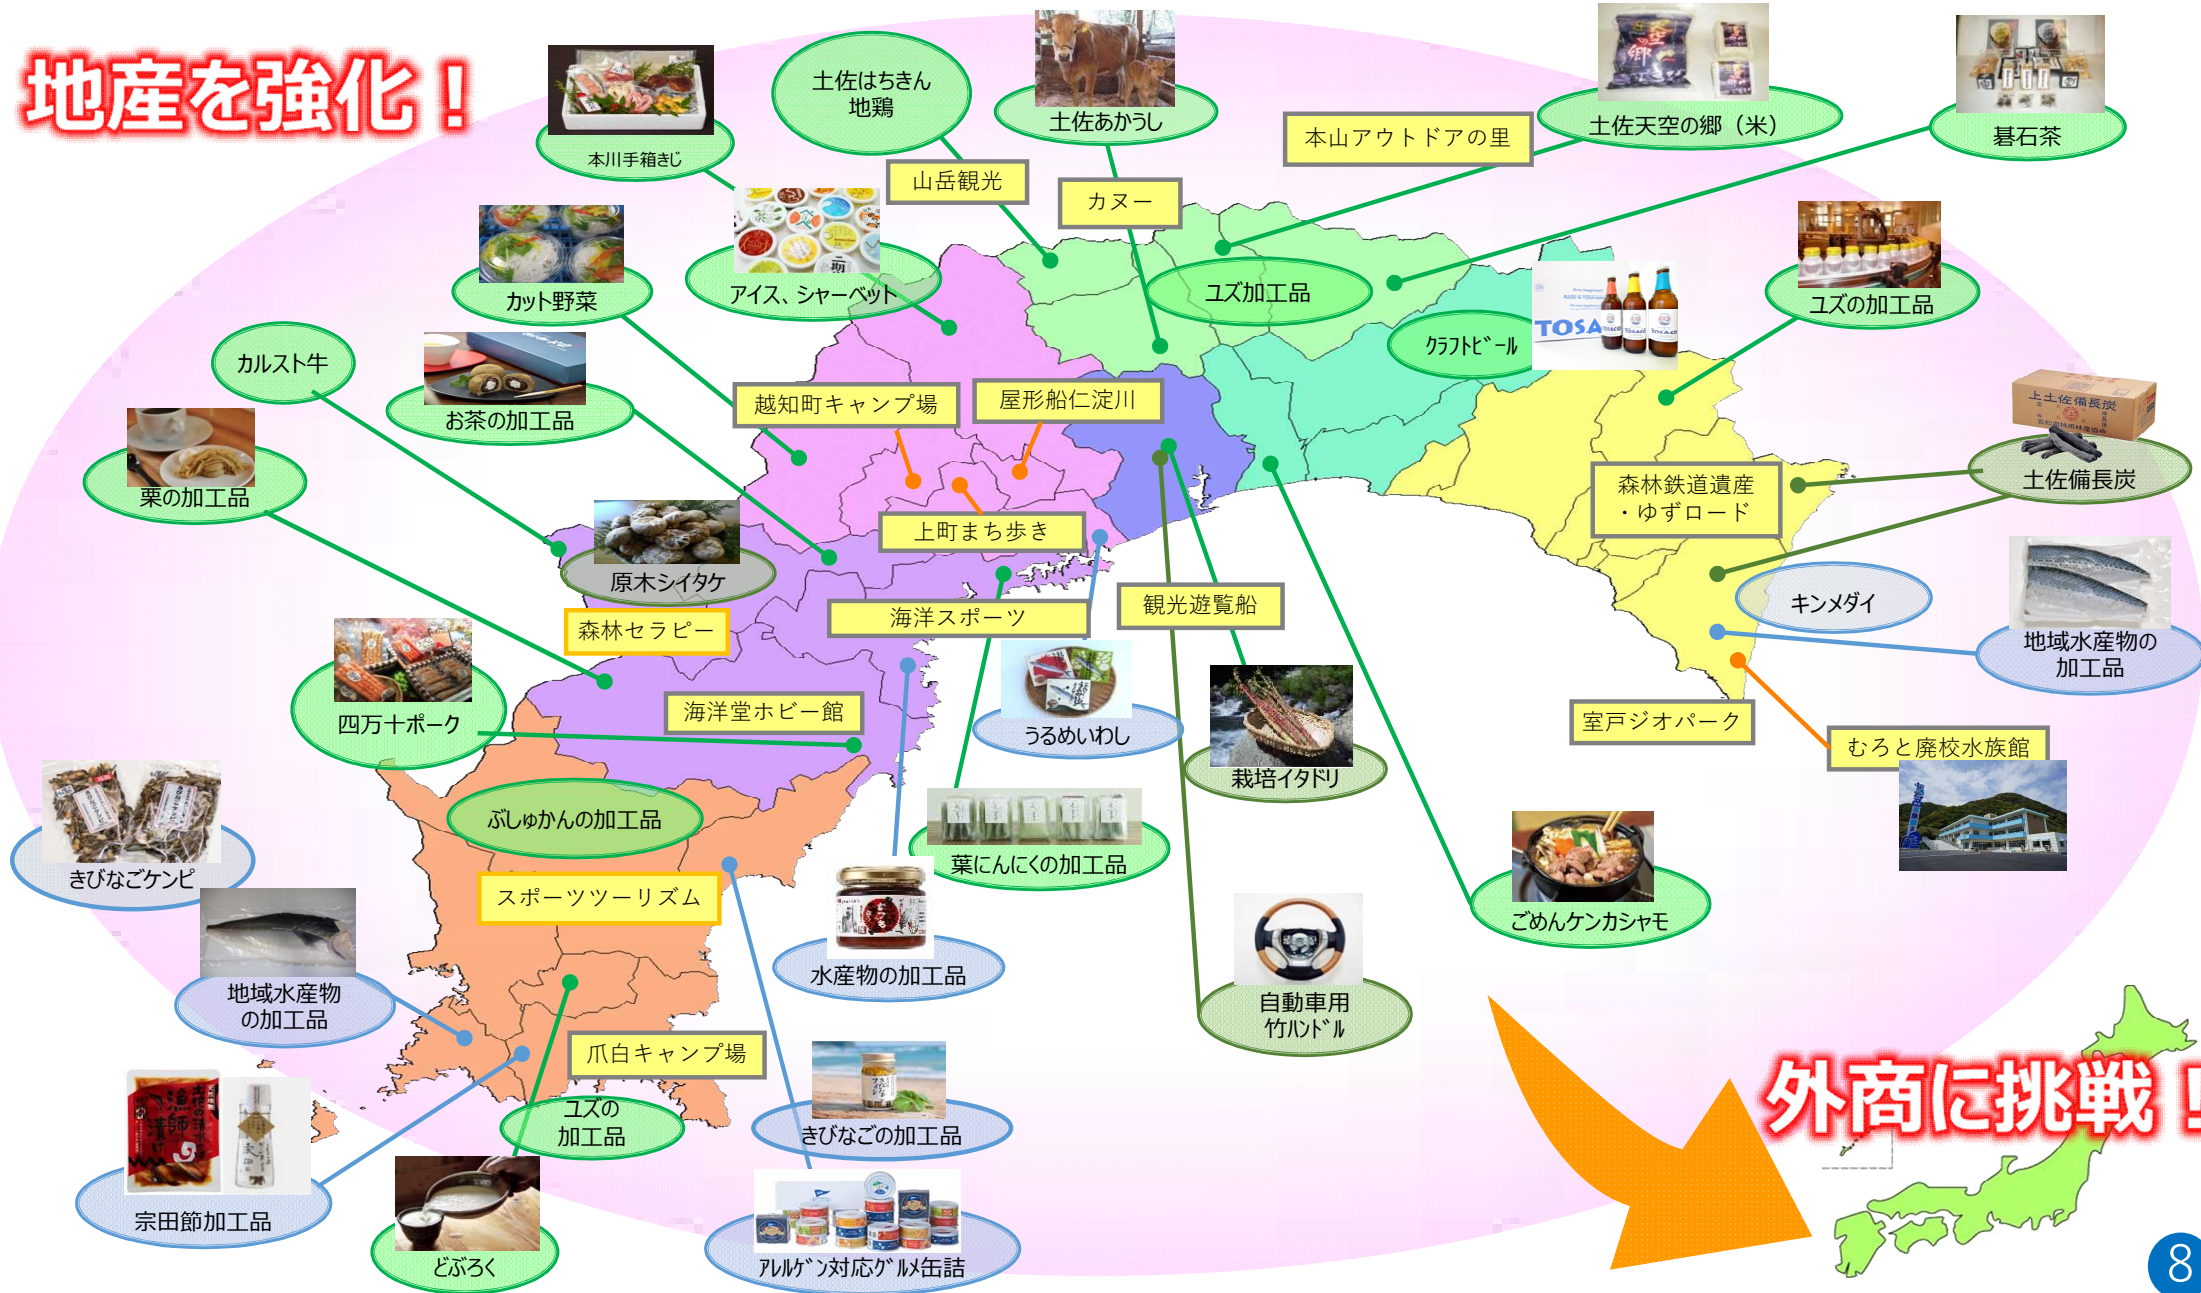 地産を強化！
土佐はちきん
地鶏
土佐あかうし
土佐天空の郷（米）
碁石茶
本川手箱きじ
本山アウトドアの里
山岳観光
カヌー
カット野菜
アイス、シャーベット
ユズ加工品
ユズの加工品
クラフトビール
TOSA
カルスト牛
お茶の加工品
越知町キャンプ場
屋形船仁淀川
上土佐備長炭
栗の加工品
土佐備長炭
森林鉄道遺産
・ゆずロード
上町まち歩き
原木シイタケ
キンメダイ
観光遊覧船
海洋スポーツ
森林セラピー
地域水産物の
加工品
四万十ポーク
海洋堂ホビー館
うるめいわし
室戸ジオパーク
むろと廃校水族館
栽培イタドリ
ぶしゅかんの加工品
葉にんにくの加工品
きびなごケンピ
スポーツツーリズム
ごめんケンカシャモ
水産物の加工品
地域水産物
の加工品
自動車用
竹ハンドル
爪白キャンプ場
外商に挑戦！
ユズの
加工品
きびなごの加工品
漁師漬け
宗田節加工品
どぶろく
アレルゲン対応グルメ缶詰
8